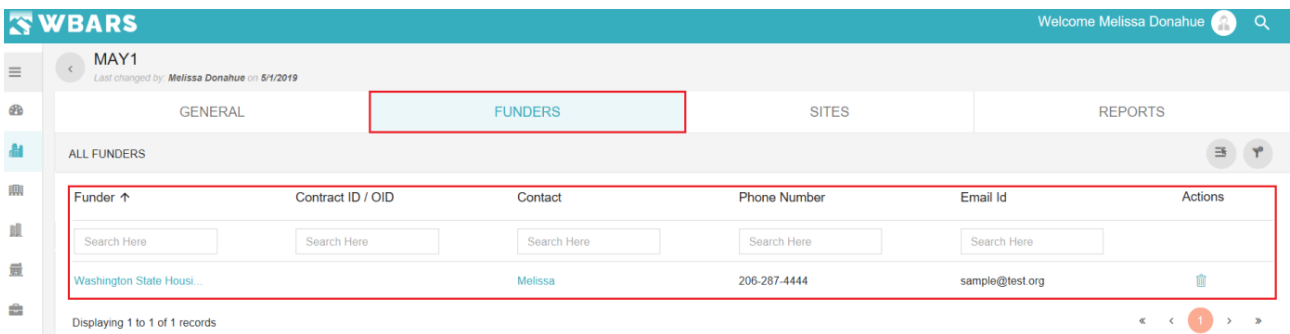 WBARS
Welcome Melissa Donahue
MAY1
Last changed by: Melissa Donahue on 5/1/2019
GENERAL FUNDERS SITES REPORTS
ALL FUNDERS
Funder ↑ Contract ID / OID Contact Phone Number Email Id Actions
Search Here Search Here Search Here Search Here Search Here
Washington State Housi... Melissa 206-287-4444 sample@test.org
Displaying 1 to 1 of 1 records « ‹ 1 › »